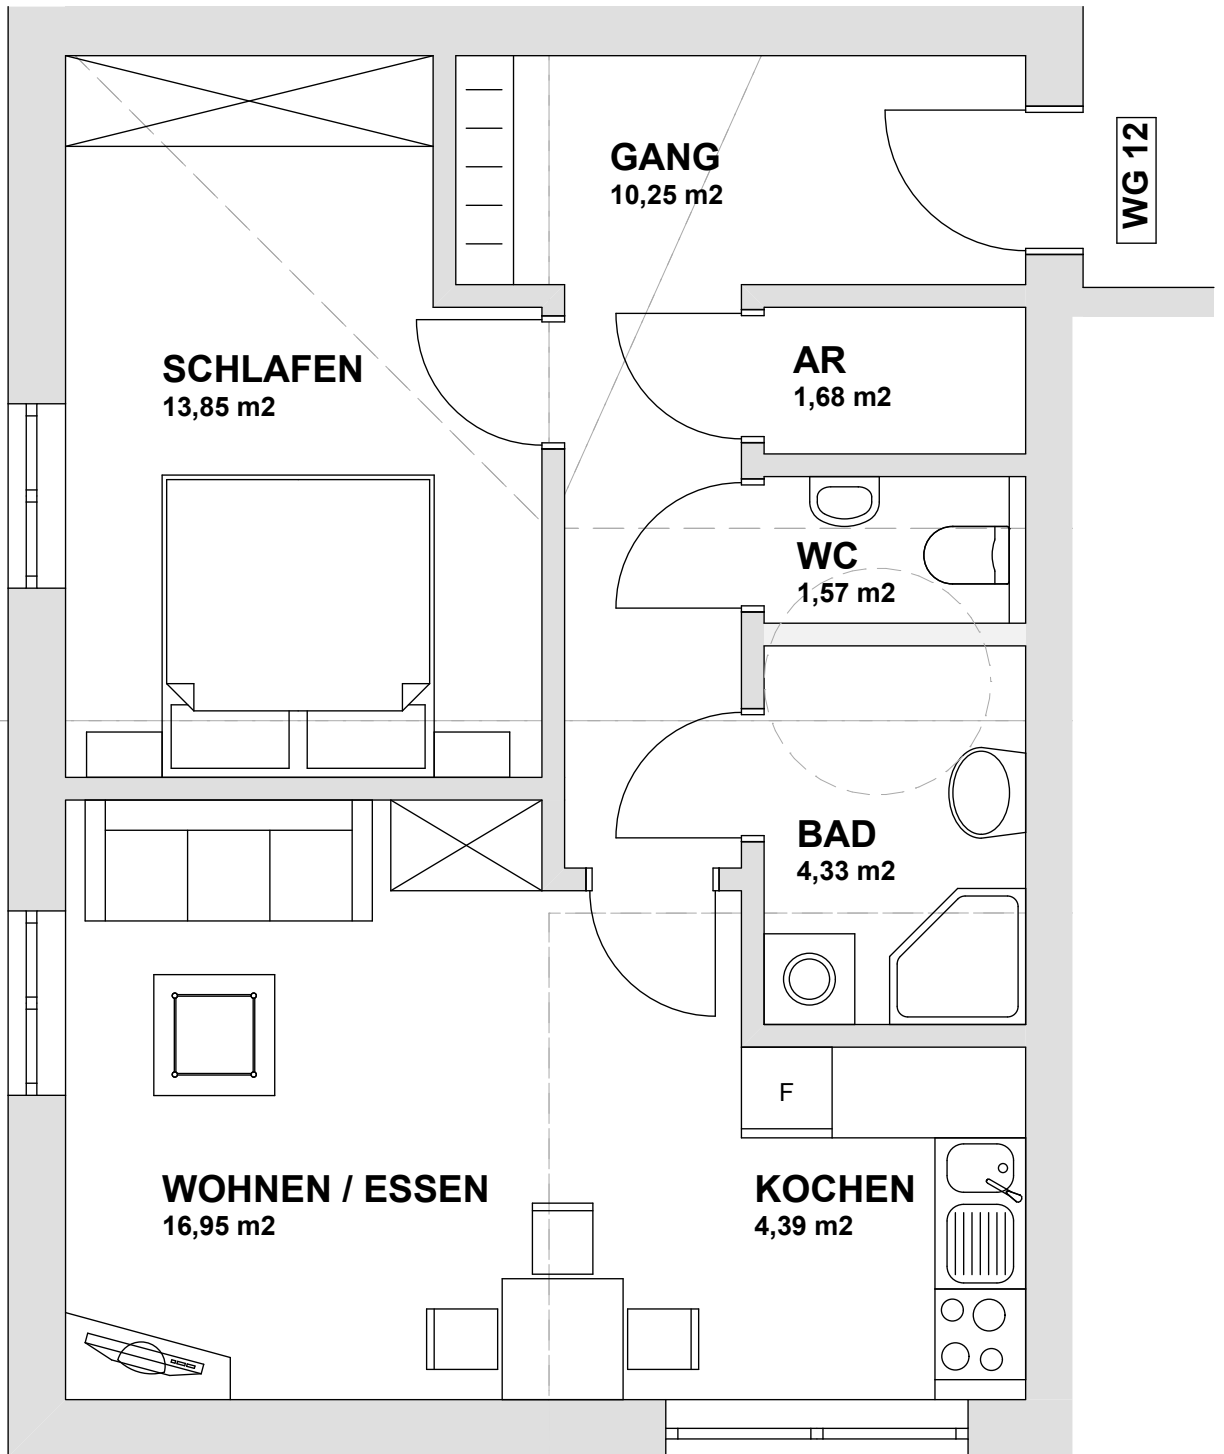 GANG
10,25 m2
WG 12
SCHLAFEN
13,85 m2
AR
1,68 m2
WC
1,57 m2
BAD
4,33 m2
F
WOHNEN / ESSEN
16,95 m2
KOCHEN
4,39 m2